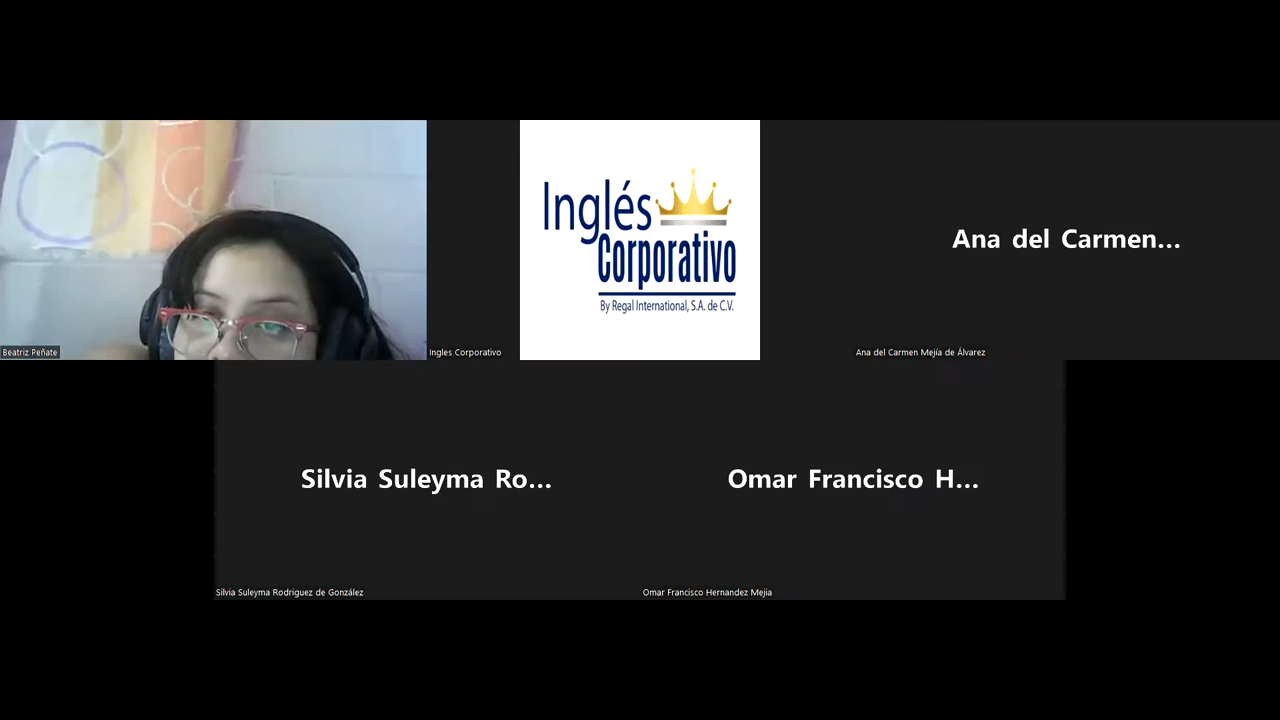 Inglés
Corporativo
By Regal International, S.A. de C.V.
Ana del Carmen...
Beatriz Peñate
Ingles Corporativo
Ana del Carmen Mejía de Álvarez
Silvia Suleyma Ro...
Omar Francisco H...
Silvia Suleyma Rodriguez de González
Omar Francisco Hernandez Mejia